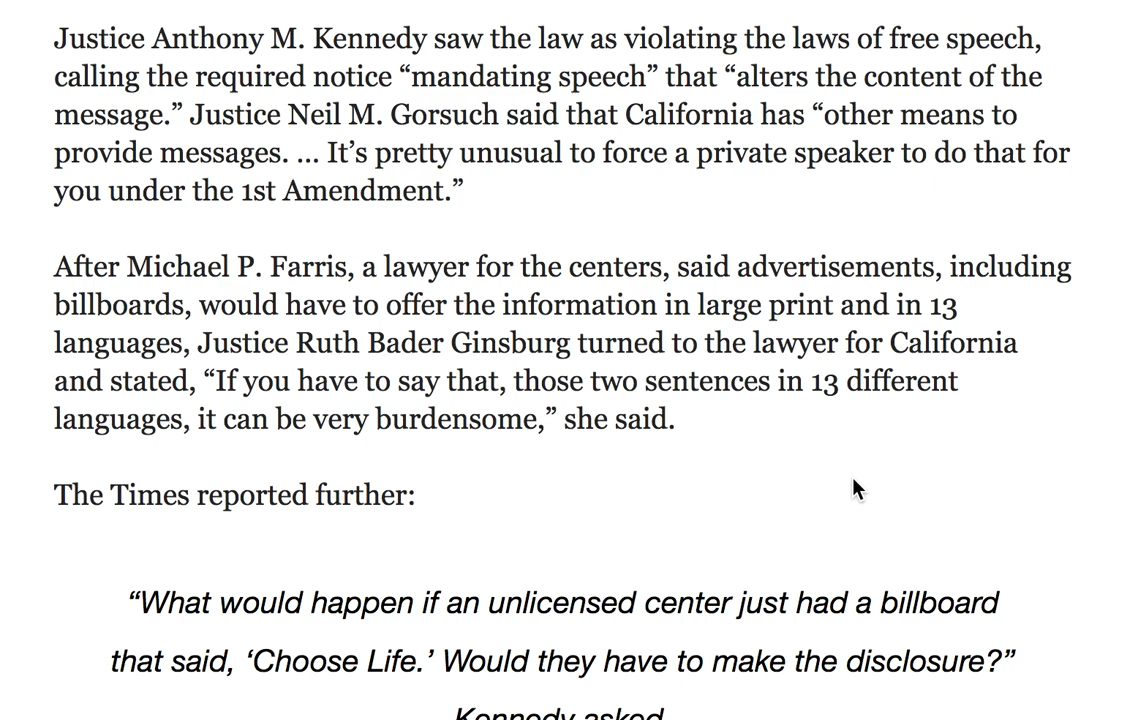 Justice Anthony M. Kennedy saw the law as violating the laws of free speech,
calling the required notice “mandating speech” that “alters the content of the
message.” Justice Neil M. Gorsuch said that California has “other means to
provide messages. ... It’s pretty unusual to force a private speaker to do that for
you under the 1st Amendment.”
After Michael P. Farris, a lawyer for the centers, said advertisements, including
billboards, would have to offer the information in large print and in 13
languages, Justice Ruth Bader Ginsburg turned to the lawyer for California
and stated, “If you have to say that, those two sentences in 13 different
languages, it can be very burdensome,” she said.
The Times reported further:
“What would happen if an unlicensed center just had a billboard
that said, ‘Choose Life.’ Would they have to make the disclosure?”
Kennedy asked.